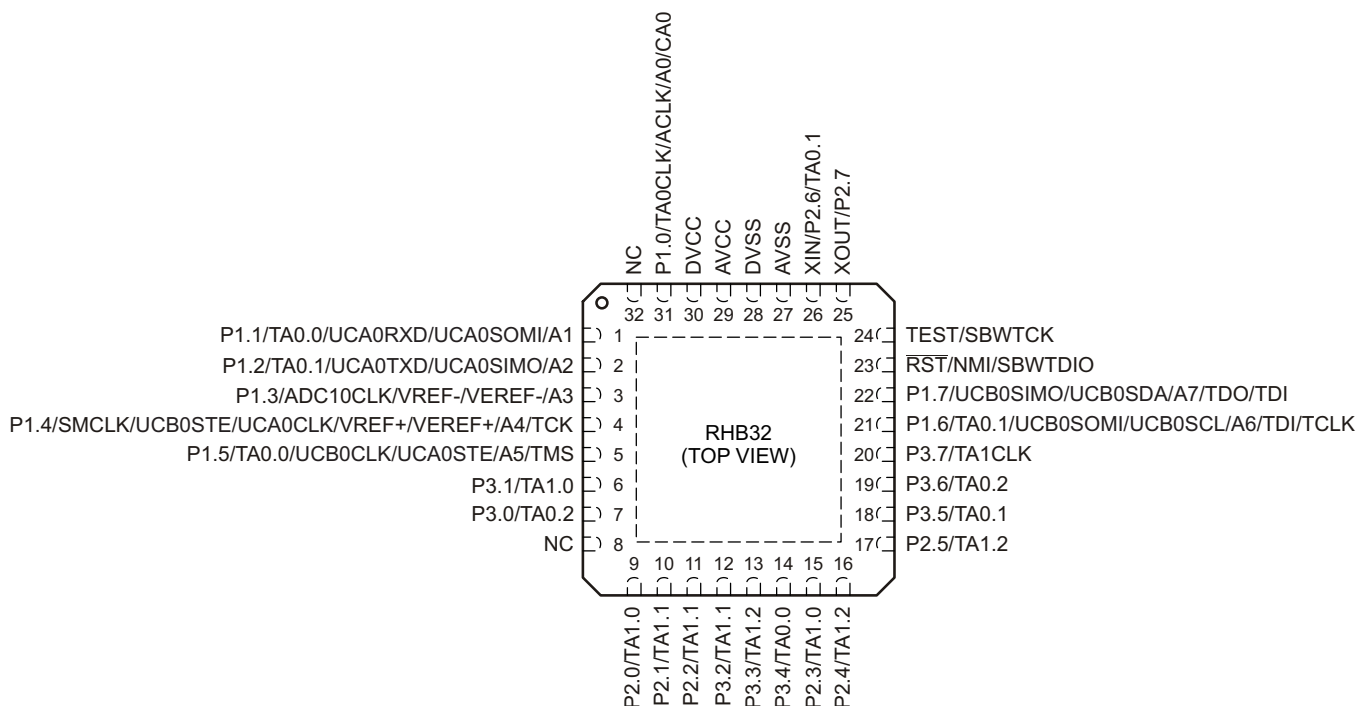 P1.0/TA0CLK/ACLK/A0/CA0
NC
DVCC
AVCC
DVSS
AVSS
XIN/P2.6/TA0.1
XOUT/P2.7
32 31 30 29 28 27 26 25
P1.1/TA0.0/UCA0RXD/UCA0SOMI/A1 1
P1.2/TA0.1/UCA0TXD/UCA0SIMO/A2 2
P1.3/ADC10CLK/VREF-/VEREF-/A3 3
P1.4/SMCLK/UCB0STE/UCA0CLK/VREF+/VEREF+/A4/TCK 4
P1.5/TA0.0/UCB0CLK/UCA0STE/A5/TMS 5
P3.1/TA1.0 6
P3.0/TA0.2 7
NC 8
RHB32
(TOP VIEW)
24 TEST/SBWTCK
23 RST/NMI/SBWTDIO
22 P1.7/UCB0SIMO/UCB0SDA/A7/TDO/TDI
21 P1.6/TA0.1/UCB0SOMI/UCB0SCL/A6/TDI/TCLK
20 P3.7/TA1CLK
19 P3.6/TA0.2
18 P3.5/TA0.1
17 P2.5/TA1.2
9 10 11 12 13 14 15 16
P2.0/TA1.0
P2.1/TA1.1
P2.2/TA1.1
P3.2/TA1.1
P3.3/TA1.2
P3.4/TA0.0
P2.3/TA1.0
P2.4/TA1.2